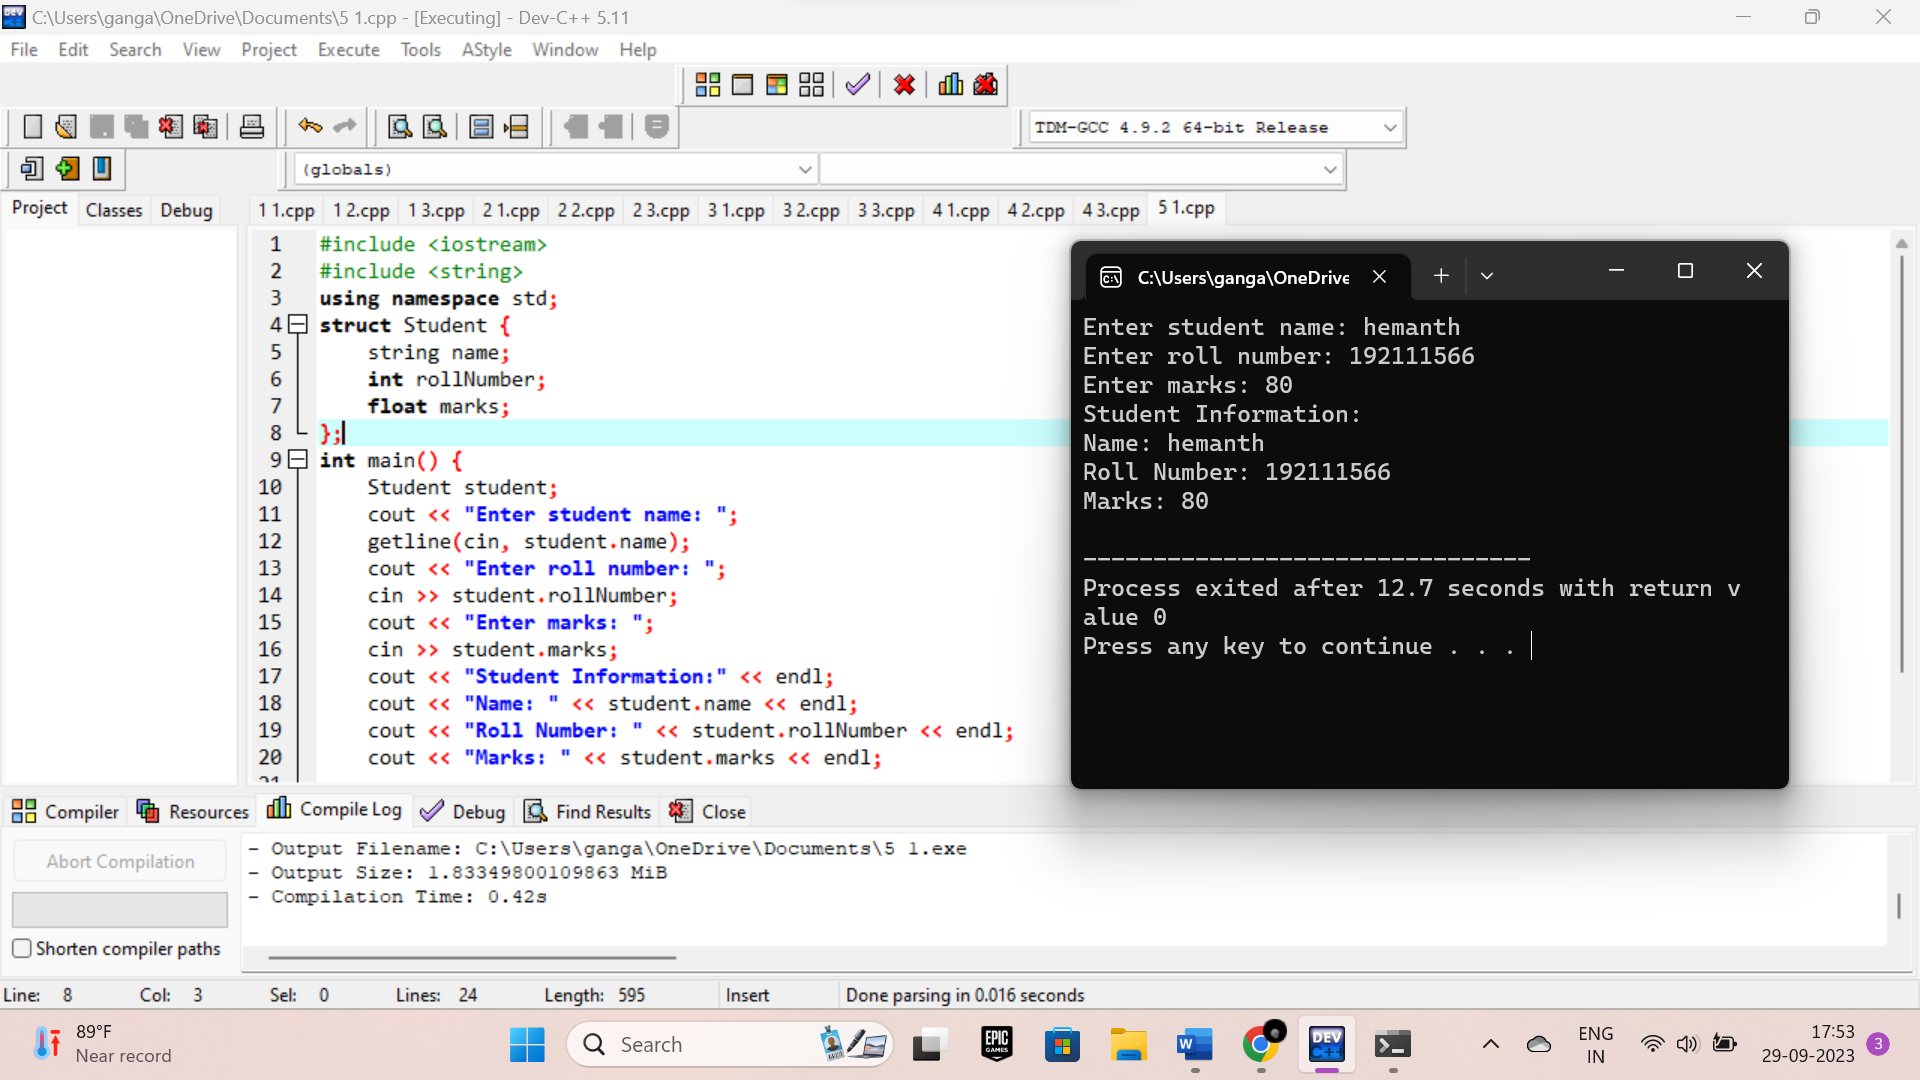 C:\Users\ganga\OneDrive\Documents\5 1.cpp - [Executing] - Dev-C++ 5.11
File Edit Search View Project Execute Tools AStyle Window Help
TDM-GCC 4.9.2 64-bit Release
(globals)
Project Classes Debug
1 1.cpp 1 2.cpp 1 3.cpp 2 1.cpp 2 2.cpp 2 3.cpp 3 1.cpp 3 2.cpp 3 3.cpp 4 1.cpp 4 2.cpp 4 3.cpp 5 1.cpp
1 #include <iostream>
2 #include <string>
3 using namespace std;
4 struct Student {
5 string name;
6 int rollNumber;
7 float marks;
8 };
9 int main() {
10 Student student;
11 cout << "Enter student name: ";
12 getline(cin, student.name);
13 cout << "Enter roll number: ";
14 cin >> student.rollNumber;
15 cout << "Enter marks: ";
16 cin >> student.marks;
17 cout << "Student Information:" << endl;
18 cout << "Name: " << student.name << endl;
19 cout << "Roll Number: " << student.rollNumber << endl;
20 cout << "Marks: " << student.marks << endl;
21
C:\Users\ganga\OneDrive
Enter student name: hemanth
Enter roll number: 192111566
Enter marks: 80
Student Information:
Name: hemanth
Roll Number: 192111566
Marks: 80
--------------------------------
Process exited after 12.7 seconds with return v
alue 0
Press any key to continue . . .
Compiler Resources Compile Log Debug Find Results Close
Abort Compilation
Shorten compiler paths
- Output Filename: C:\Users\ganga\OneDrive\Documents\5 1.exe
- Output Size: 1.83349800109863 MiB
- Compilation Time: 0.42s
Line: 8 Col: 3 Sel: 0 Lines: 24 Length: 595 Insert Done parsing in 0.016 seconds
89°F
Near record
Search
EPIC GAMES
DEV C++
ENG
IN
17:53
29-09-2023
3